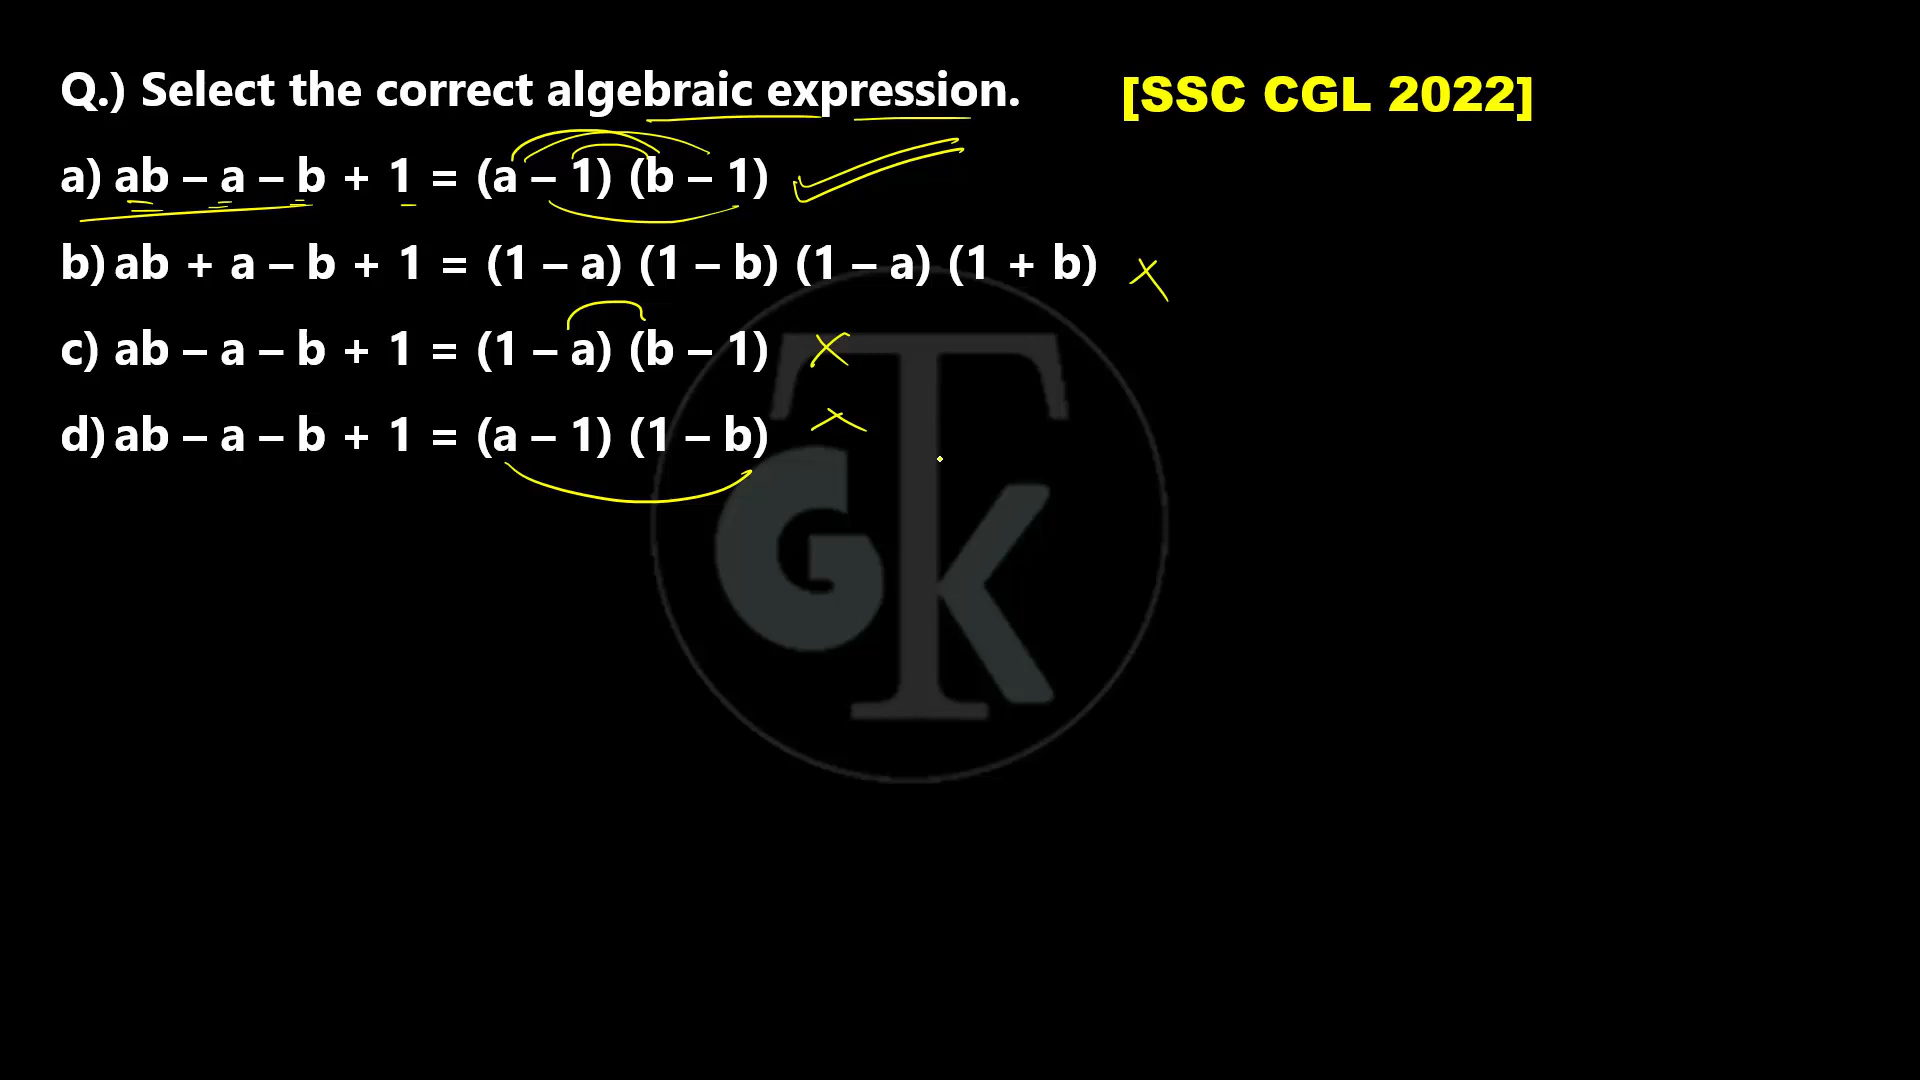 Q.) Select the correct algebraic expression. [SSC CGL 2022]
a) ab – a – b + 1 = (a – 1) (b – 1)
b) ab + a – b + 1 = (1 – a) (1 – b) (1 – a) (1 + b)
c) ab – a – b + 1 = (1 – a) (b – 1)
d) ab – a – b + 1 = (a – 1) (1 – b)
GTK